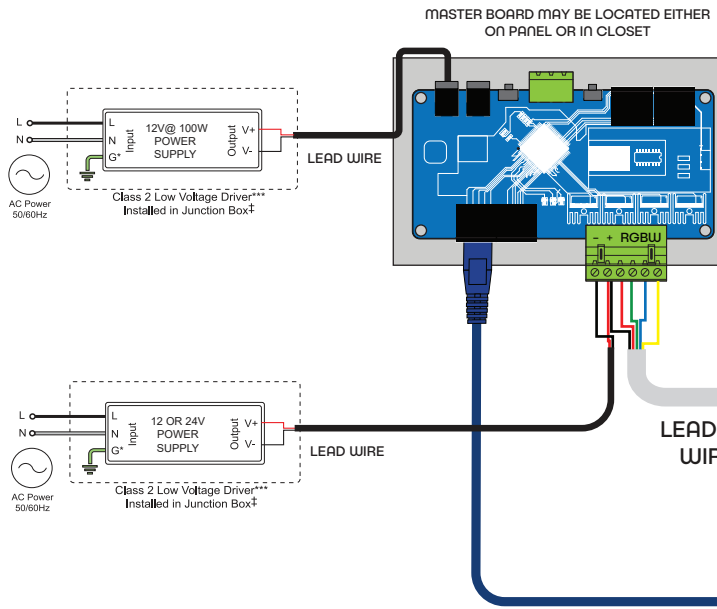 MASTER BOARD MAY BE LOCATED EITHER
ON PANEL OR IN CLOSET
L
N
AC Power
50/60Hz
L
N
G*
Input
12V@ 100W
POWER
SUPPLY
Output
V+
V-
LEAD WIRE
Class 2 Low Voltage Driver***
Installed in Junction Box‡
- + RGBW
L
N
AC Power
50/60Hz
L
N
G*
Input
12 OR 24V
POWER
SUPPLY
Output
V+
V-
LEAD WIRE
Class 2 Low Voltage Driver***
Installed in Junction Box‡
LEAD